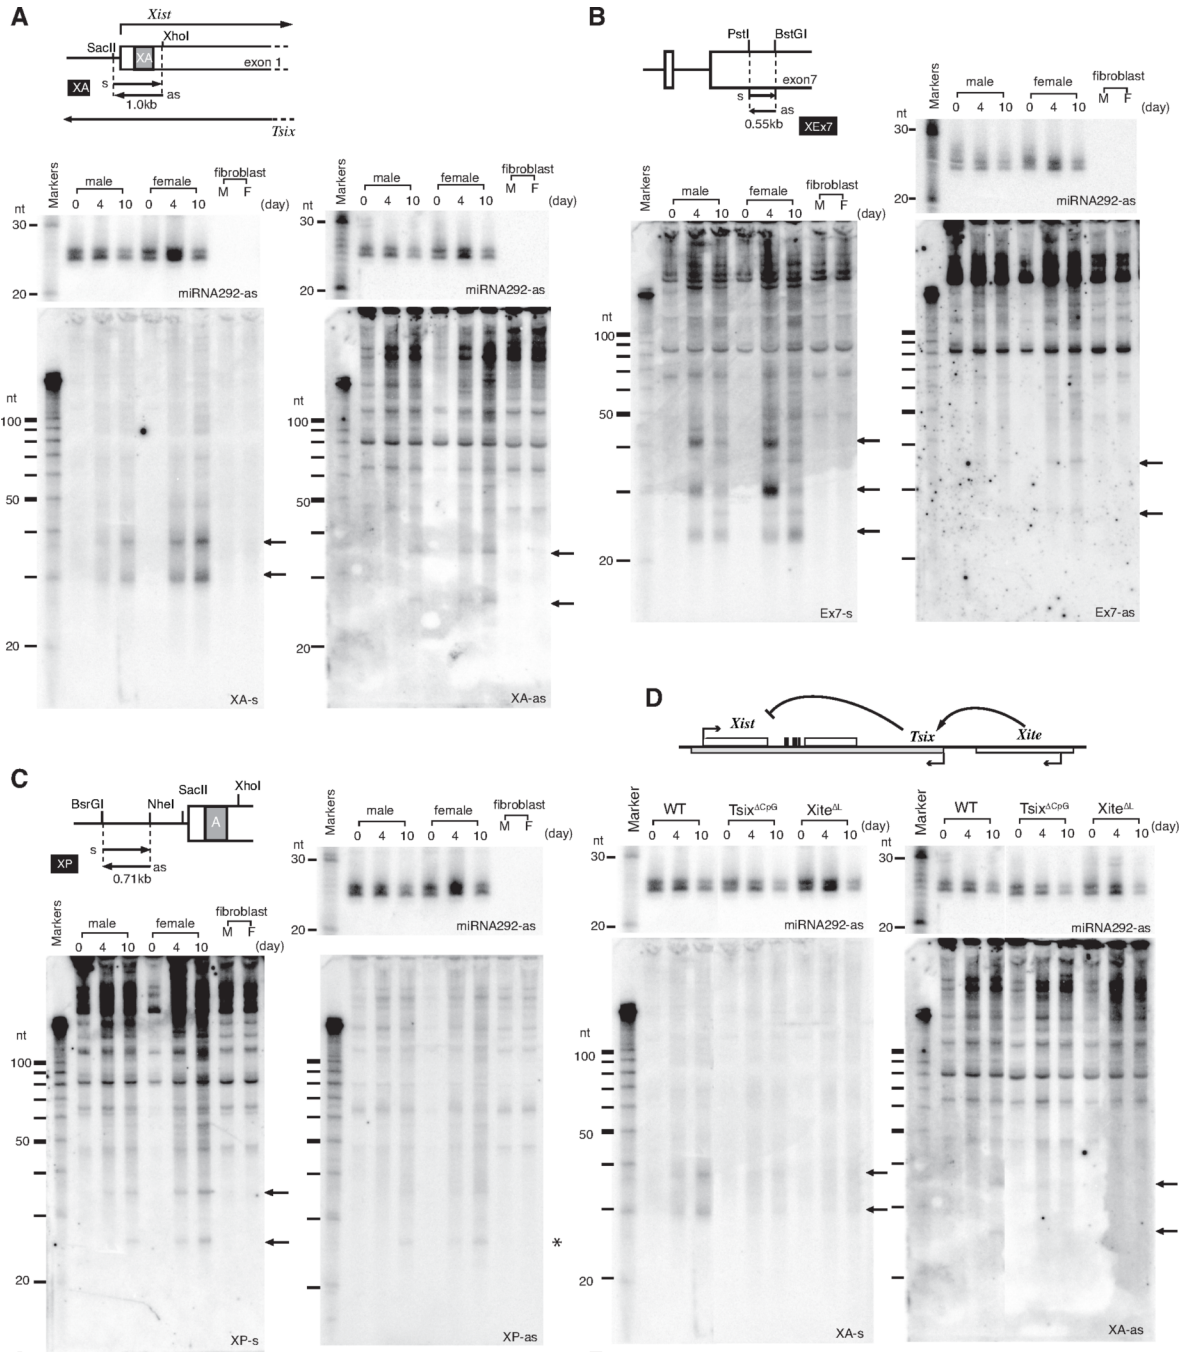 A
Xist
SacII
XhoI
XA
exon 1
XA
s
as
1.0kb
Tsix
Markers
male
female
fibroblast
M F
0 4 10 0 4 10
(day)
nt
30
20
miRNA292-as
nt
100
50
20
XA-s
Markers
male
female
fibroblast
M F
0 4 10 0 4 10
(day)
nt
30
20
miRNA292-as
nt
100
50
20
XA-as
B
PstI
BstGI
exon7
s
as
0.55kb
XEx7
Markers
male
female
fibroblast
M F
0 4 10 0 4 10
(day)
nt
100
50
20
Ex7-s
Markers
male
female
fibroblast
M F
0 4 10 0 4 10
(day)
nt
30
20
miRNA292-as
Ex7-as
C
BsrGI
NheI
SacII
XhoI
A
s
as
XP
0.71kb
Markers
male
female
fibroblast
M F
0 4 10 0 4 10
(day)
nt
100
50
20
XP-s
Markers
male
female
fibroblast
M F
0 4 10 0 4 10
(day)
nt
30
20
miRNA292-as
*
XP-as
D
Xist
Tsix
Xite
Marker
WT
TsixΔCpG
XiteΔL
0 4 10 0 4 10 0 4 10
(day)
nt
30
20
miRNA292-as
nt
100
50
20
XA-s
Marker
WT
TsixΔCpG
XiteΔL
0 4 10 0 4 10 0 4 10
(day)
nt
30
20
miRNA292-as
nt
100
50
20
XA-as